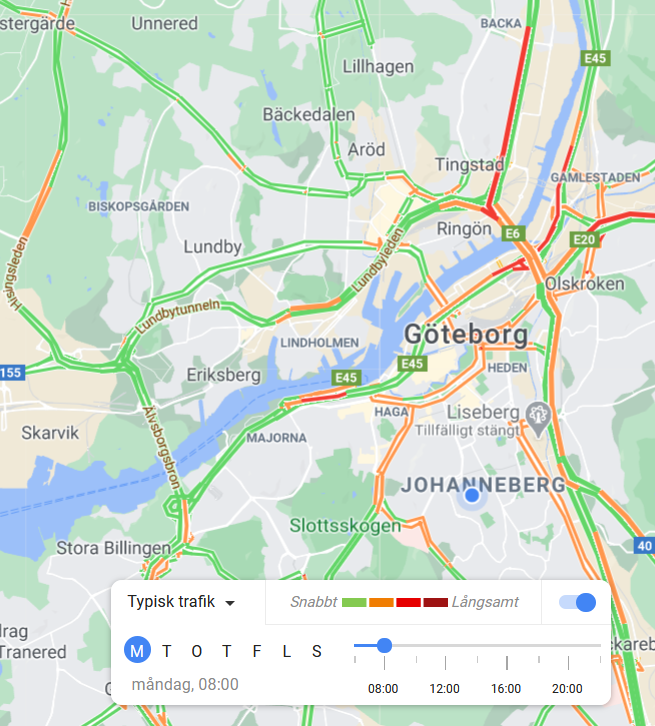 stergärde
Unnered
BACKA
E45
Lillhagen
Bäckedalen
Aröd
Tingstad
GAMLESTADEN
BISKOPSGÅRDEN
Ringön
E6
E20
Lundby
Lundbyleden
Hisingsleden
Olskroken
Lundbytunneln
Göteborg
LINDHOLMEN
E45
155
Eriksberg
E45
HEDEN
HAGA
Liseberg
Tillfälligt stängt
Skarvik
Älvsborgsbron
MAJORNA
JOHANNEBERG
Slottsskogen
Stora Billingen
40
Typisk trafik
Snabbt
Långsamt
drag
Tranered
M T O T F L S
ckareb
måndag, 08:00
08:00 12:00 16:00 20:00